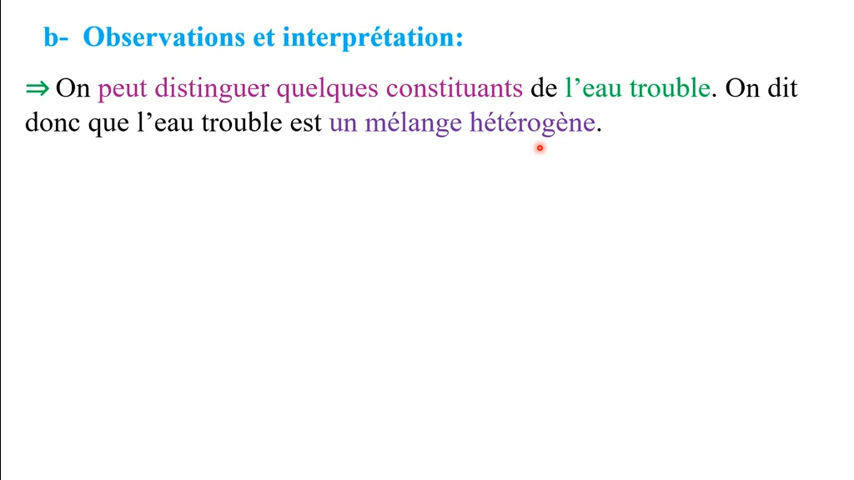 b- Observations et interprétation:
⇒ On peut distinguer quelques constituants de l’eau trouble. On dit
donc que l’eau trouble est un mélange hétérogène.